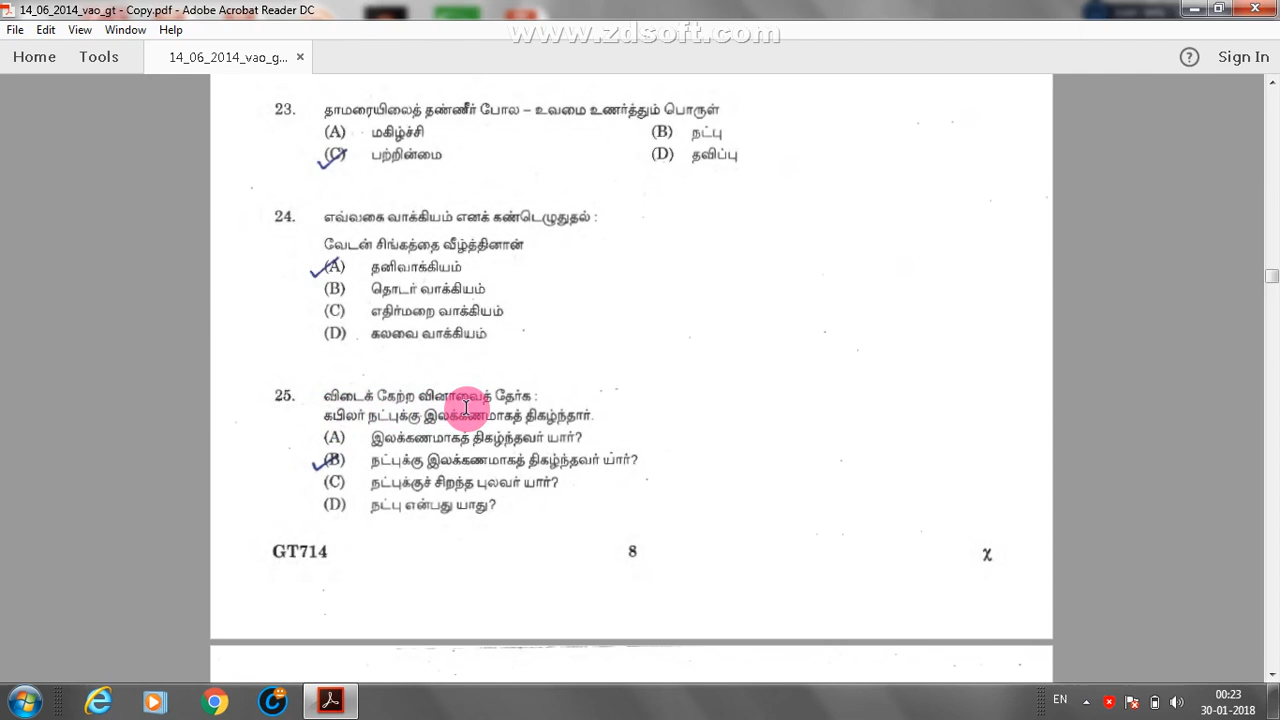 14_06_2014_vao_gt - Copy.pdf - Adobe Acrobat Reader DC
www.zdsoft.com
File Edit View Window Help
Home Tools 14_06_2014_vao_g... × ? Sign In
23. தாமரையிலைத் தண்ணீர் போல – உவமை உணர்த்தும் பொருள்
(A) மகிழ்ச்சி (B) நட்பு
(C) பற்றின்மை (D) தவிப்பு
24. எவ்வகை வாக்கியம் எனக் கண்டெழுதுதல் :
வேடன் சிங்கத்தை வீழ்த்தினான்
(A) தனிவாக்கியம்
(B) தொடர் வாக்கியம்
(C) எதிர்மறை வாக்கியம்
(D) கலவை வாக்கியம்
25. விடைக் கேற்ற வினாவைத் தேர்க :
கபிலர் நட்புக்கு இலக்கணமாகத் திகழ்ந்தார்.
(A) இலக்கணமாகத் திகழ்ந்தவர் யார்?
(B) நட்புக்கு இலக்கணமாகத் திகழ்ந்தவர் யார்?
(C) நட்புக்குச் சிறந்த புலவர் யார்?
(D) நட்பு என்பது யாது?
GT714 8 χ
EN 00:23
30-01-2018